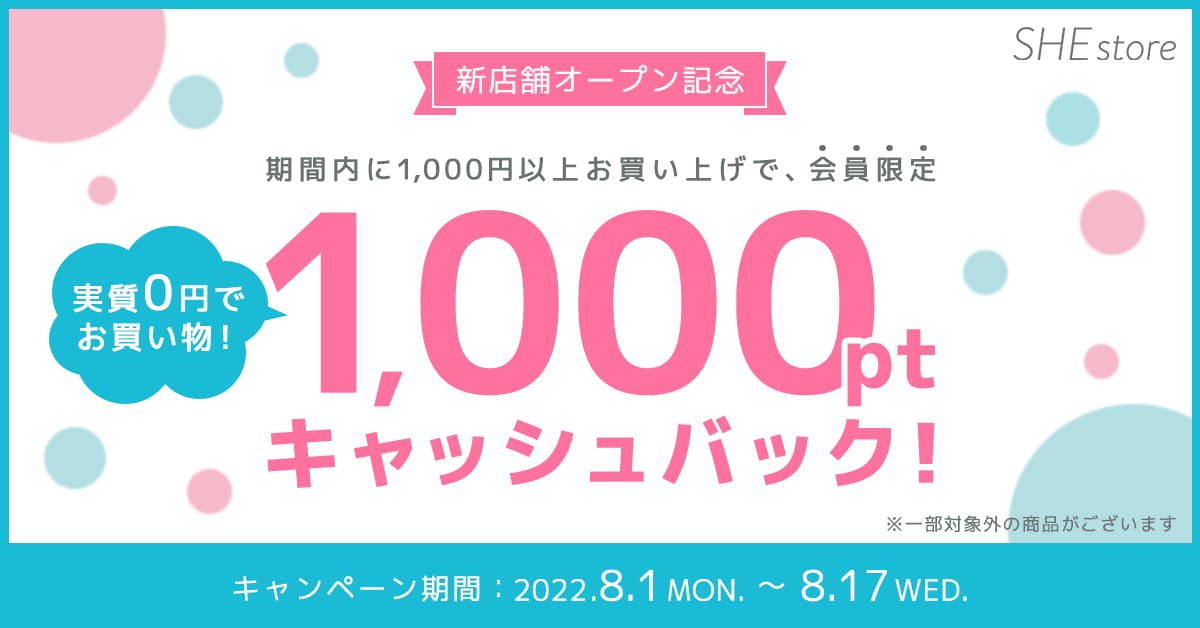 SHE store
新店舗オープン記念
期間内に1,000円以上お買い上げで、会員限定
実質0円で
お買い物!
1,000pt
キャッシュバック!
※一部対象外の商品がございます
キャンペーン期間:2022.8.1 MON. 〜 8.17 WED.